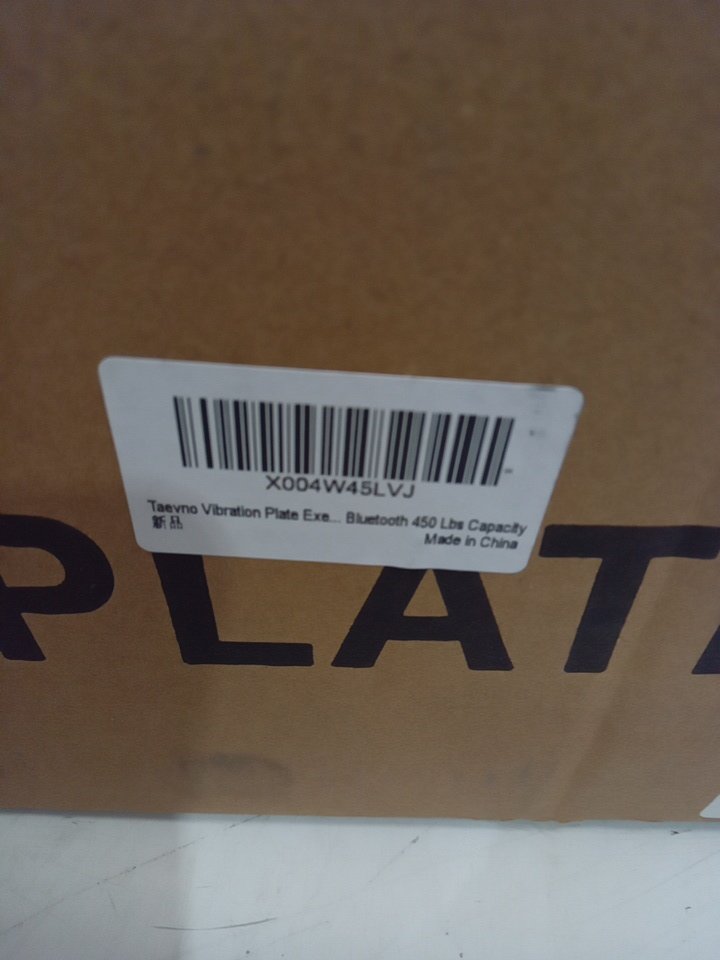 X004W45LVJ
Taevno Vibration Plate Exe... Bluetooth 450 Lbs Capacity
新品
Made in China
PLAT